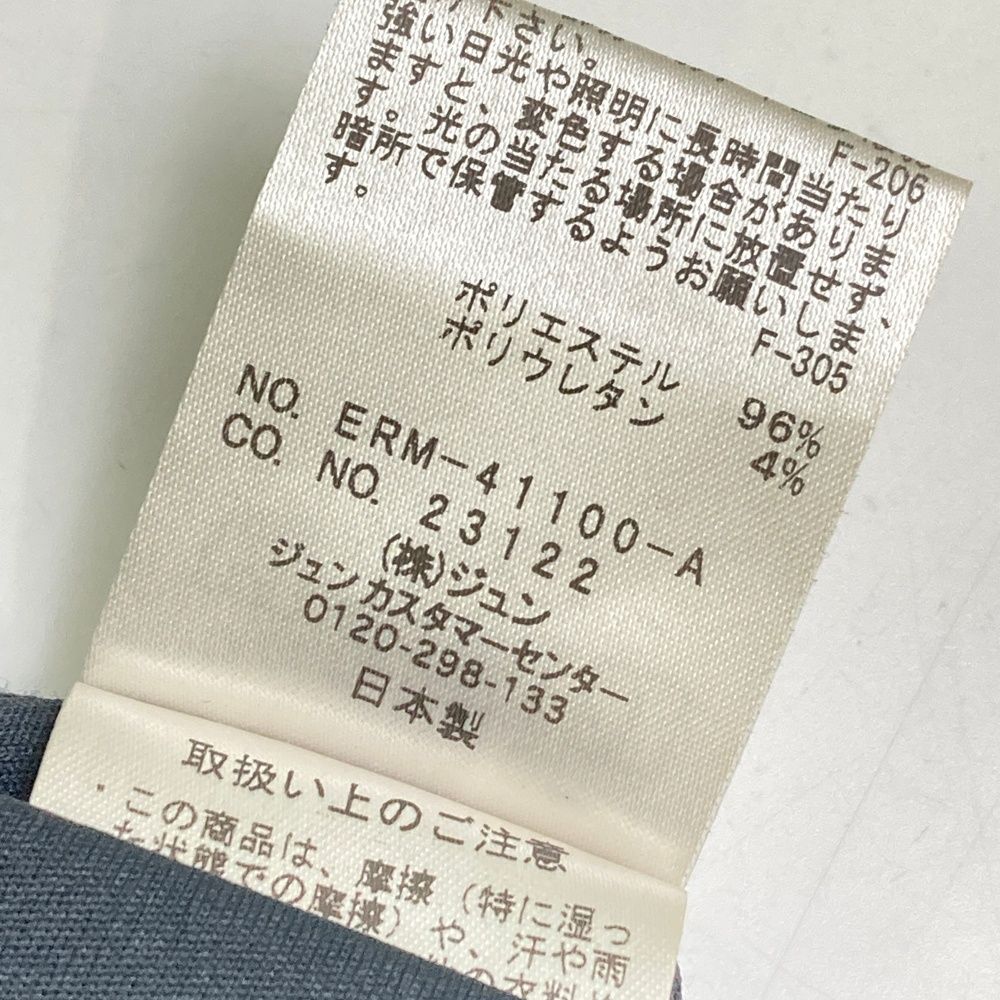 下さい。
F-206
強い日光や照明に長時間当たり
ますと、変色する場合がありま
す。光の当たる場所に放置せず、
暗所で保管するようお願いしま
す。
F-305
ポリエステル 96%
ポリウレタン 4%
NO. ERM-41100-A
CO. NO. 23122
(株)ジュン
ジュンカスタマーセンター
0120-298-133
日本製
取扱い上のご注意
・この商品は、摩擦(特に湿っ
た状態での摩擦)や、汗や雨
の衣料